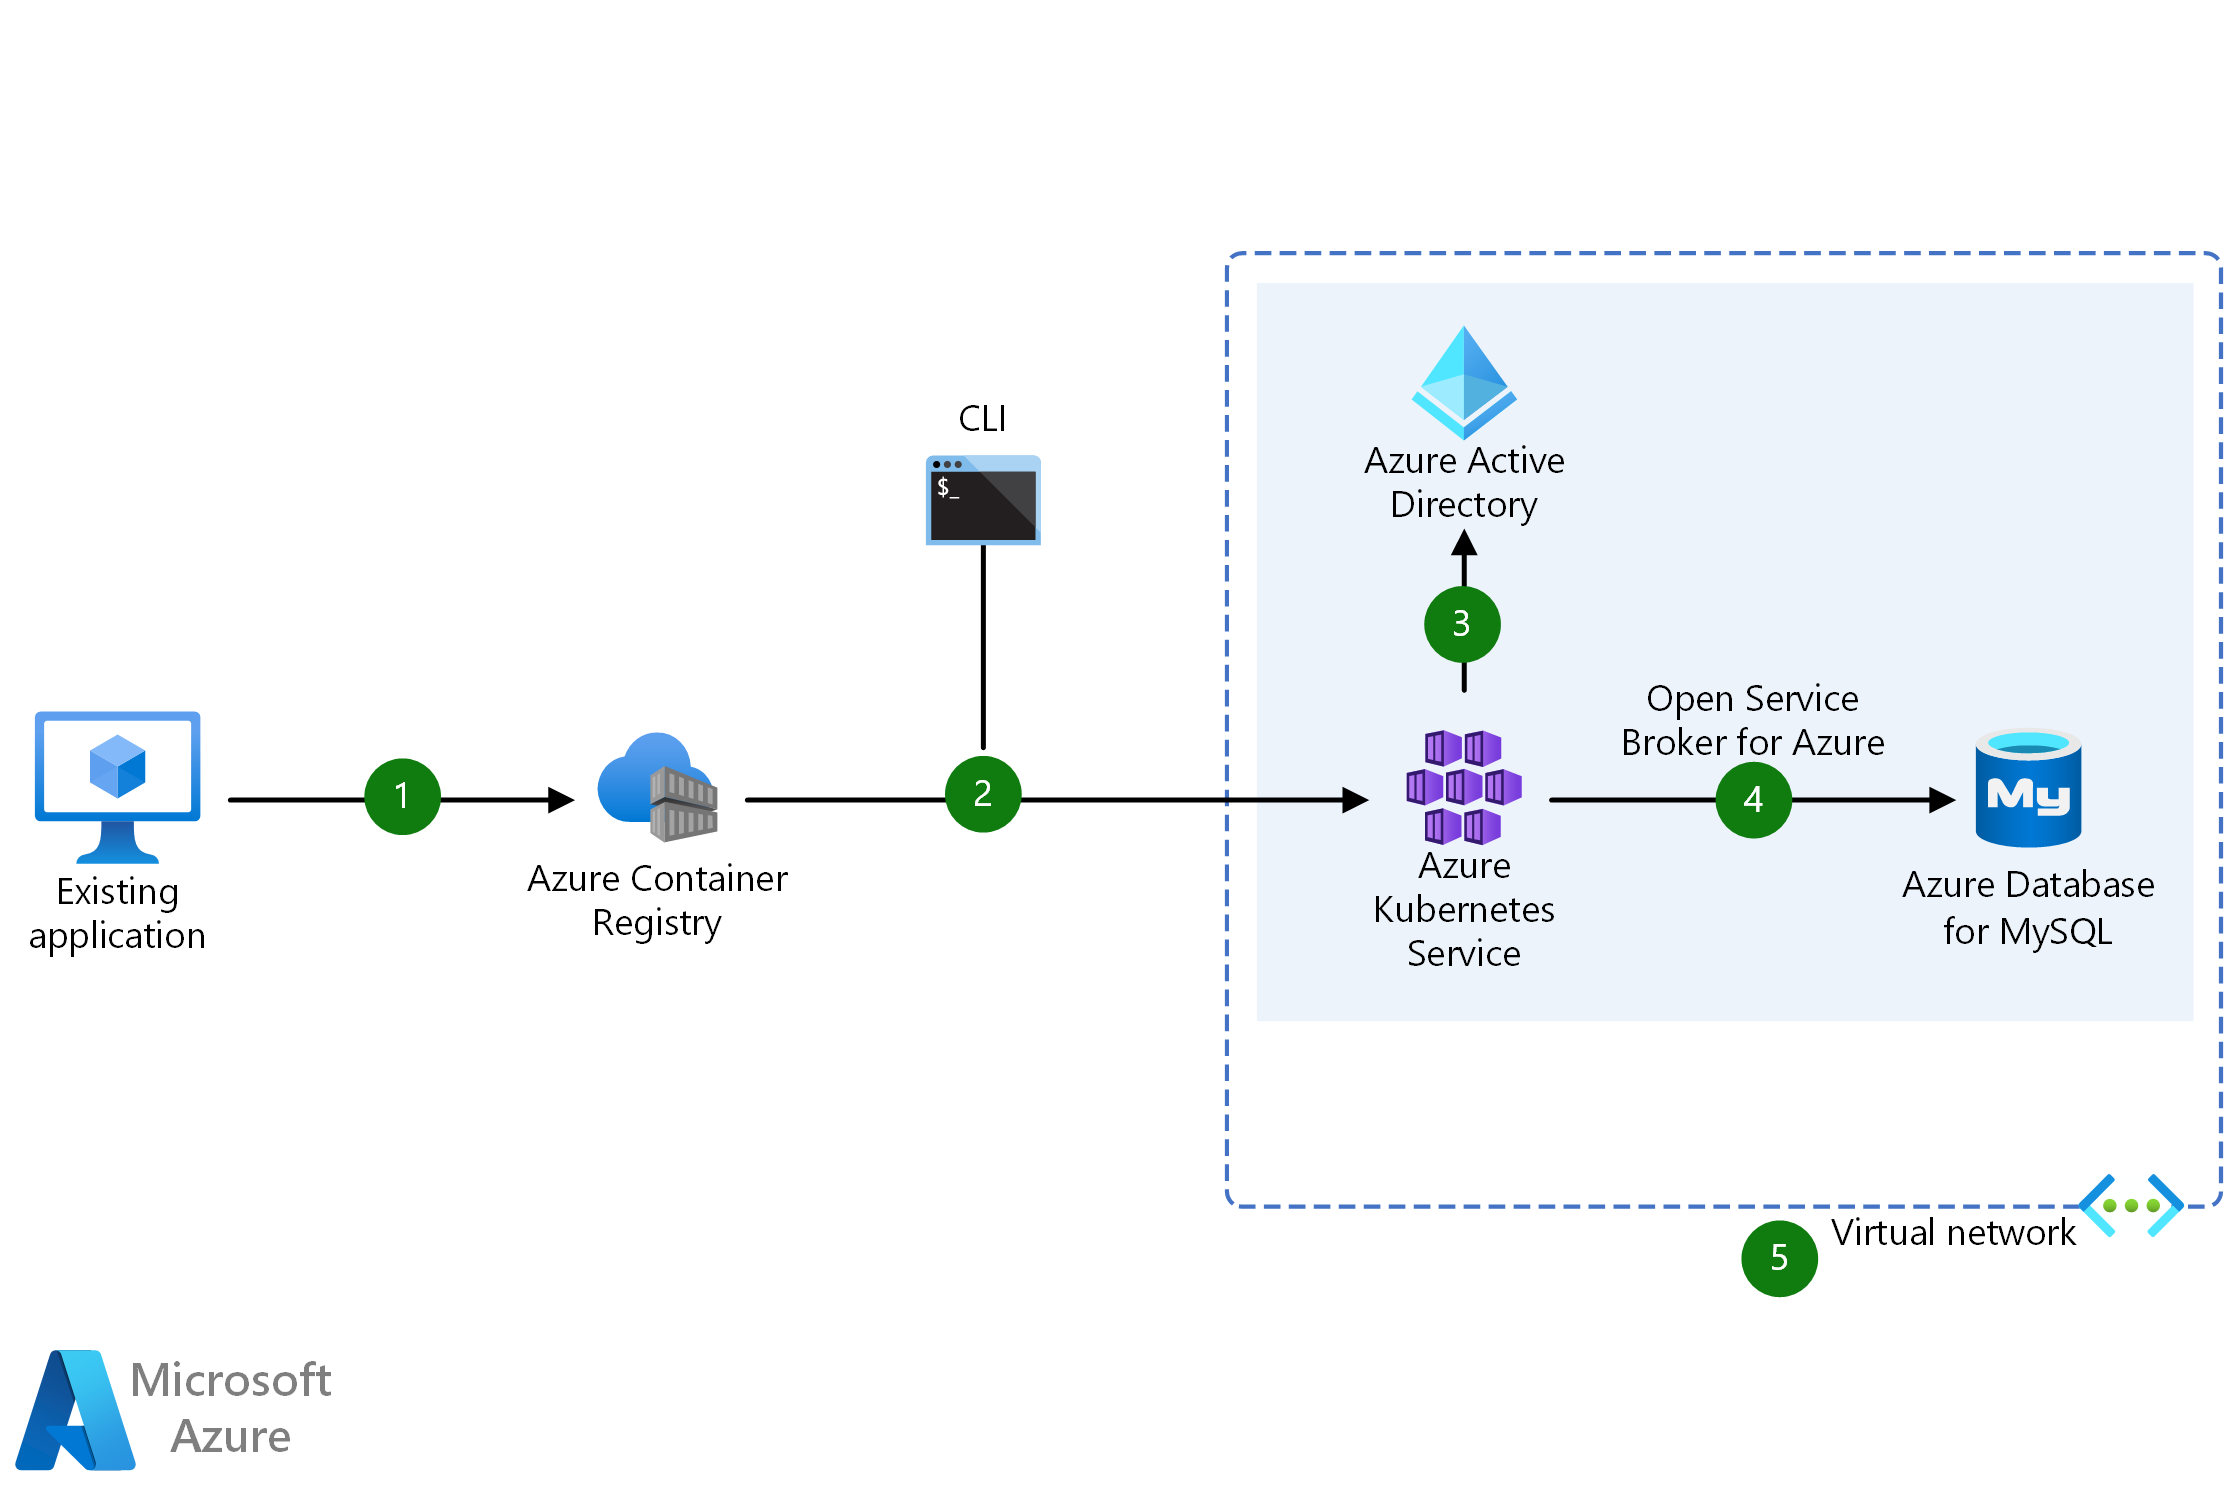 CLI
$_
Azure Active
Directory
3
Open Service
Broker for Azure
1
2
4
My
Existing
application
Azure Container
Registry
Azure
Kubernetes
Service
Azure Database
for MySQL
Virtual network
5
Microsoft
Azure